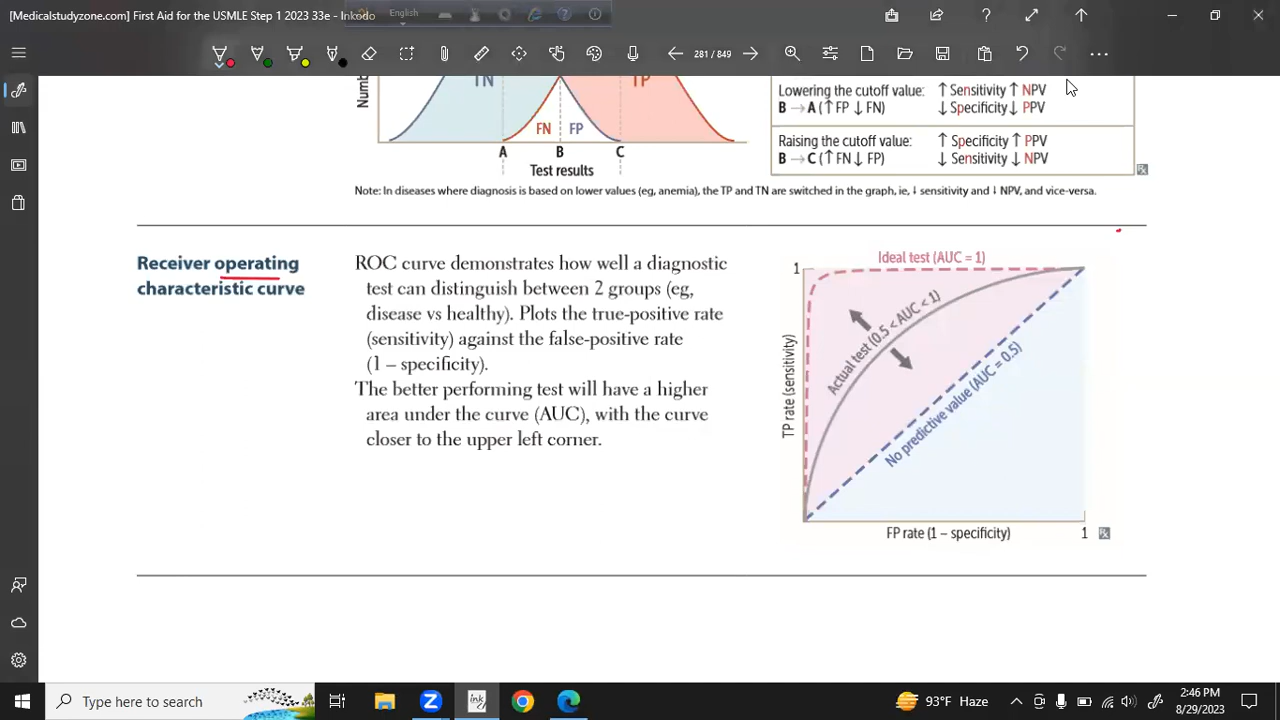 [Medicalstudyzone.com] First Aid for the USMLE Step 1 2023 33e - Inkodo
English
281 / 849
Numb
TN
TP
FN
FP
A
B
C
Test results
Lowering the cutoff value:
↑ Sensitivity ↑ NPV
B → A (↑ FP ↓ FN)
↓ Specificity ↓ PPV
Raising the cutoff value:
↑ Specificity ↑ PPV
B → C (↑ FN ↓ FP)
↓ Sensitivity ↓ NPV
Note: In diseases where diagnosis is based on lower values (eg, anemia), the TP and TN are switched in the graph, ie, ↓ sensitivity and ↓ NPV, and vice-versa.
Receiver operating
characteristic curve
ROC curve demonstrates how well a diagnostic
test can distinguish between 2 groups (eg,
disease vs healthy). Plots the true-positive rate
(sensitivity) against the false-positive rate
(1 – specificity).
The better performing test will have a higher
area under the curve (AUC), with the curve
closer to the upper left corner.
Ideal test (AUC = 1)
1
Actual test (0.5 < AUC < 1)
No predictive value (AUC = 0.5)
TP rate (sensitivity)
FP rate (1 – specificity)
1
Type here to search
93°F Haze
2:46 PM
8/29/2023